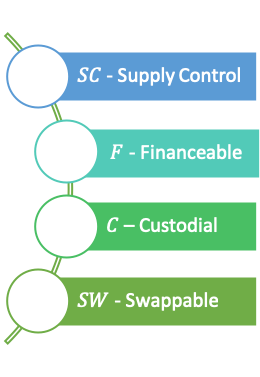 SC - Supply Control
F - Financeable
C – Custodial
SW - Swappable